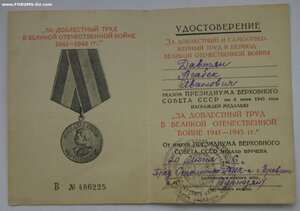 www.FORUMS-SU.com
„ЗА ДОБЛЕСТНЫЙ ТРУД
В ВЕЛИКОЙ ОТЕЧЕСТВЕННОЙ ВОЙНЕ
1941—1945 гг."
Б № 486225
УДОСТОВЕРЕНИЕ
ЗА ДОБЛЕСТНЫЙ И САМООТВЕР-
ЖЕННЫЙ ТРУД В ПЕРИОД
ВЕЛИКОЙ ОТЕЧЕСТВЕННОЙ ВОЙНЫ
Давтян
Иванович
УКАЗОМ ПРЕЗИДИУМА ВЕРХОВНОГО
СОВЕТА СССР от 6 июня 1945 года
НАГРАЖДЕН МЕДАЛЬЮ
„ЗА ДОБЛЕСТНЫЙ ТРУД
В ВЕЛИКОЙ ОТЕЧЕСТВЕННОЙ
ВОЙНЕ 1941—1945 гг."
От имени ПРЕЗИДИУМА ВЕРХОВНОГО
СОВЕТА СССР МЕДАЛЬ ВРУЧЕНА